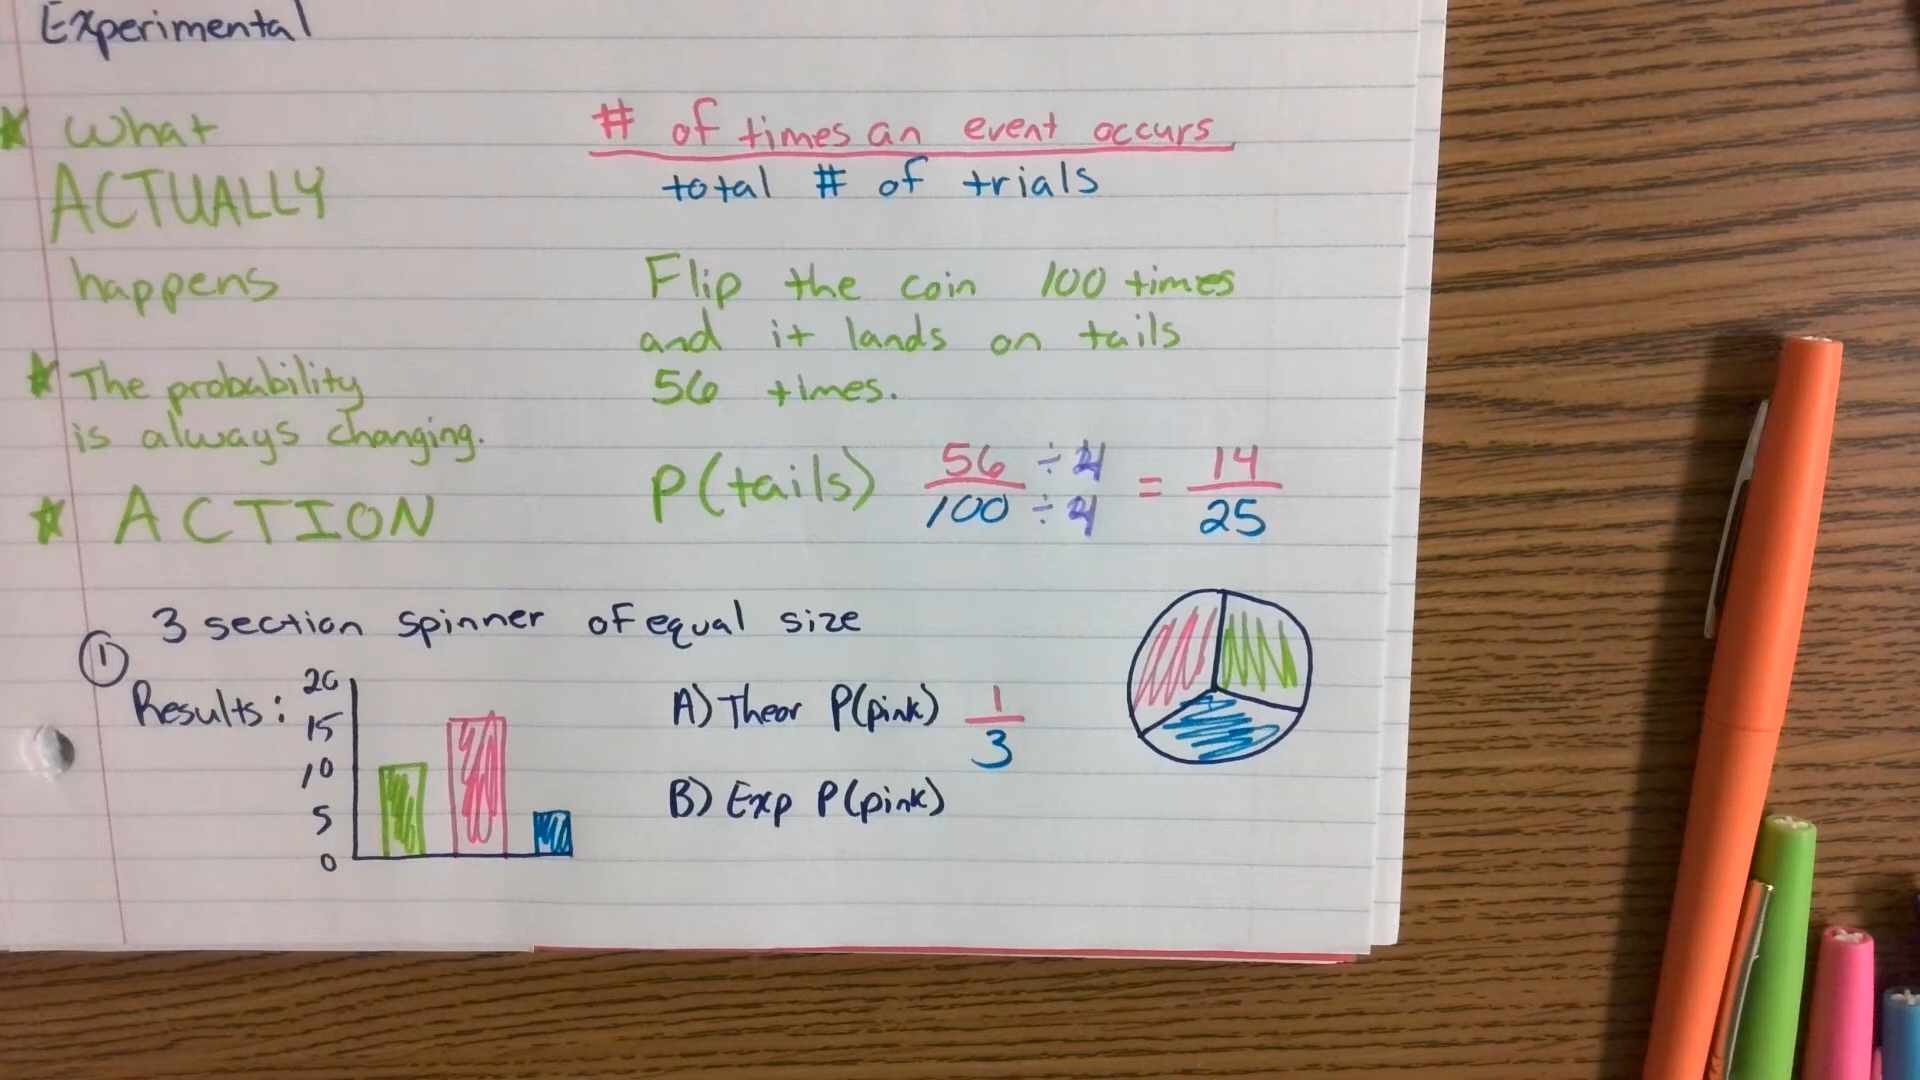 Experimental
★ What
ACTUALLY
happens
★ The probability
is always changing.
★ ACTION
# of times an event occurs
total # of trials
Flip the coin 100 times
and it lands on tails
56 times.
P(tails) 56/100 ÷4/÷4 = 14/25
① 3 section spinner of equal size
Results:
20
15
10
5
0
A) Theor P(pink) 1/3
B) Exp P(pink)